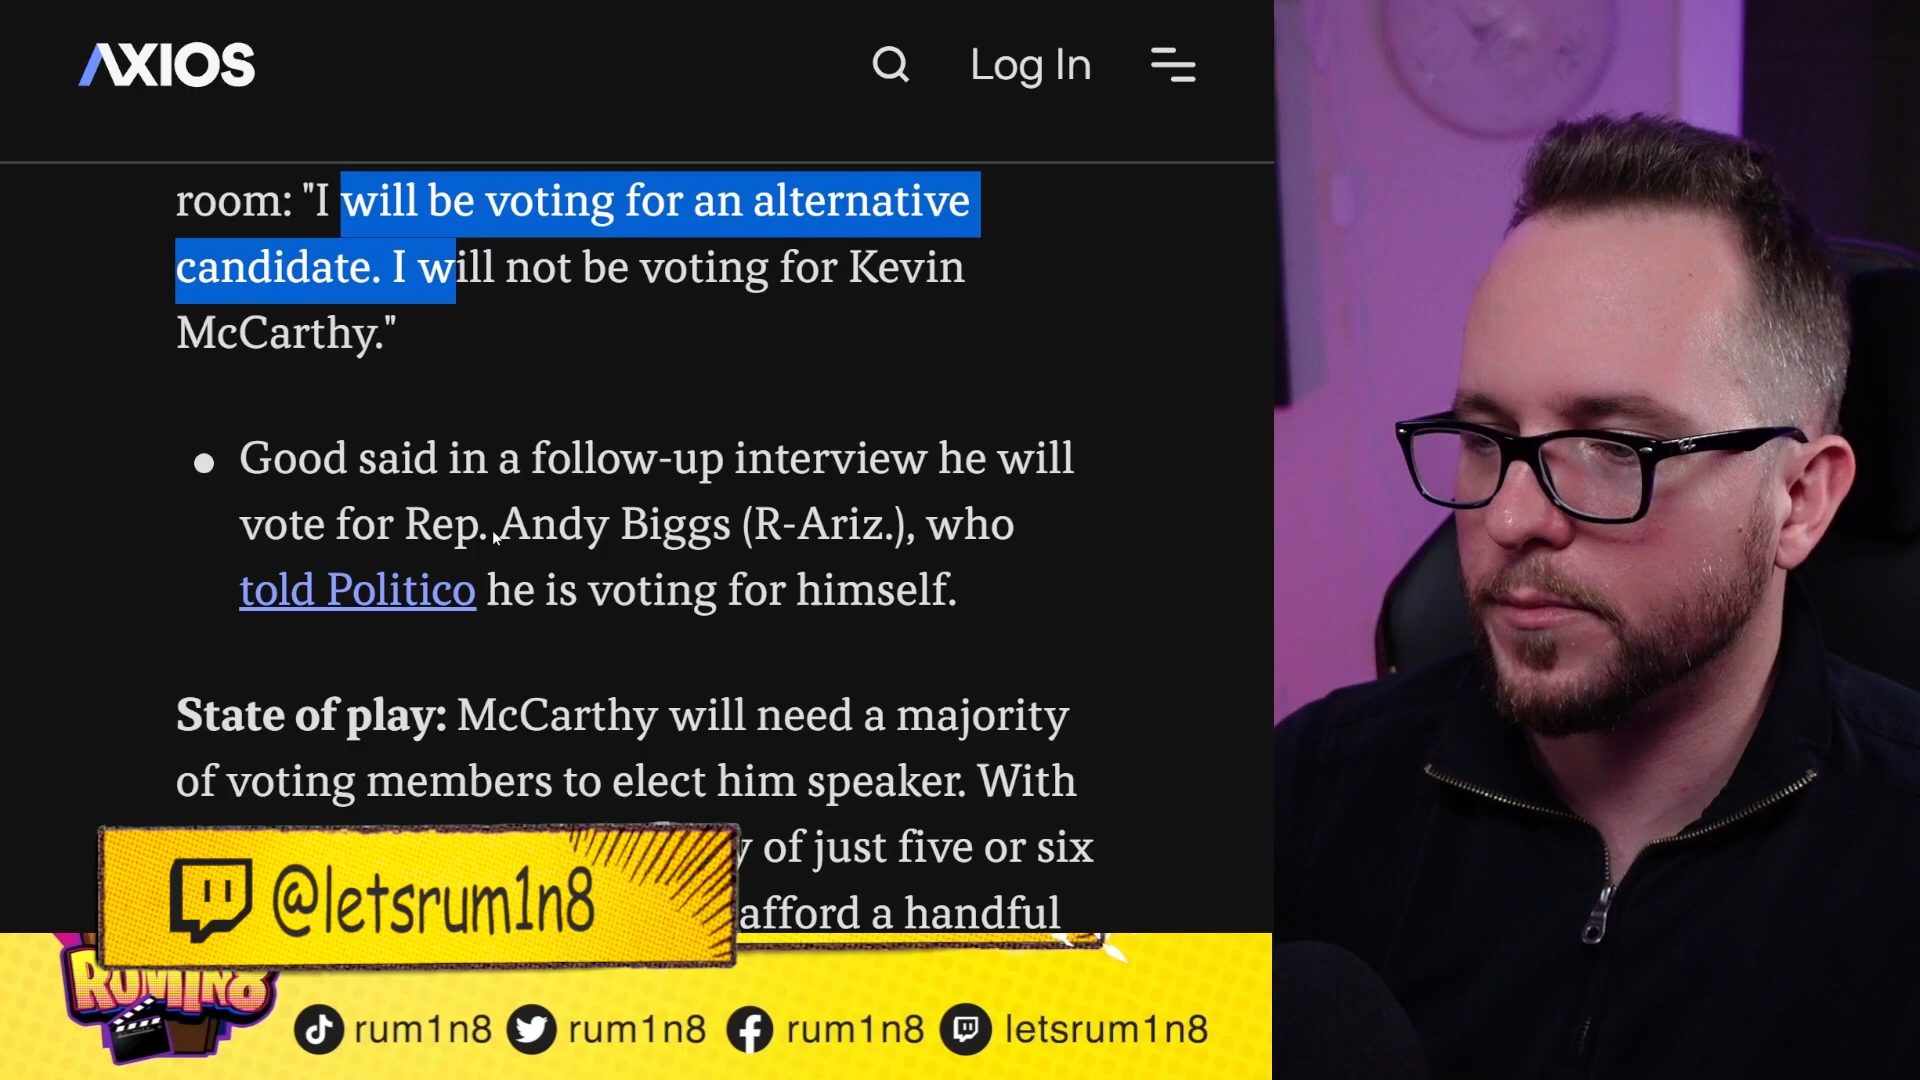 AXIOS
Log In
room: "I will be voting for an alternative
candidate. I will not be voting for Kevin
McCarthy."
Good said in a follow-up interview he will
vote for Rep. Andy Biggs (R-Ariz.), who
told Politico he is voting for himself.
State of play: McCarthy will need a majority
of voting members to elect him speaker. With
of just five or six
afford a handful
@letsrum1n8
RUM1N8
rum1n8
rum1n8
rum1n8
letsrum1n8